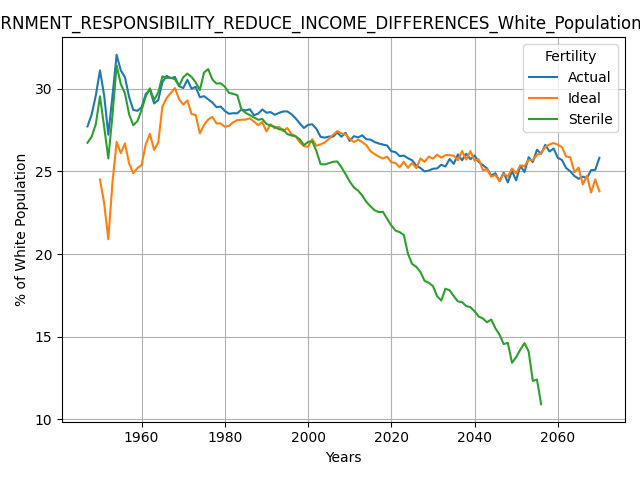 RNMENT_RESPONSIBILITY_REDUCE_INCOME_DIFFERENCES_White_Population
Fertility
Actual
Ideal
Sterile
% of White Population
30
25
20
15
10
1960 1980 2000 2020 2040 2060
Years